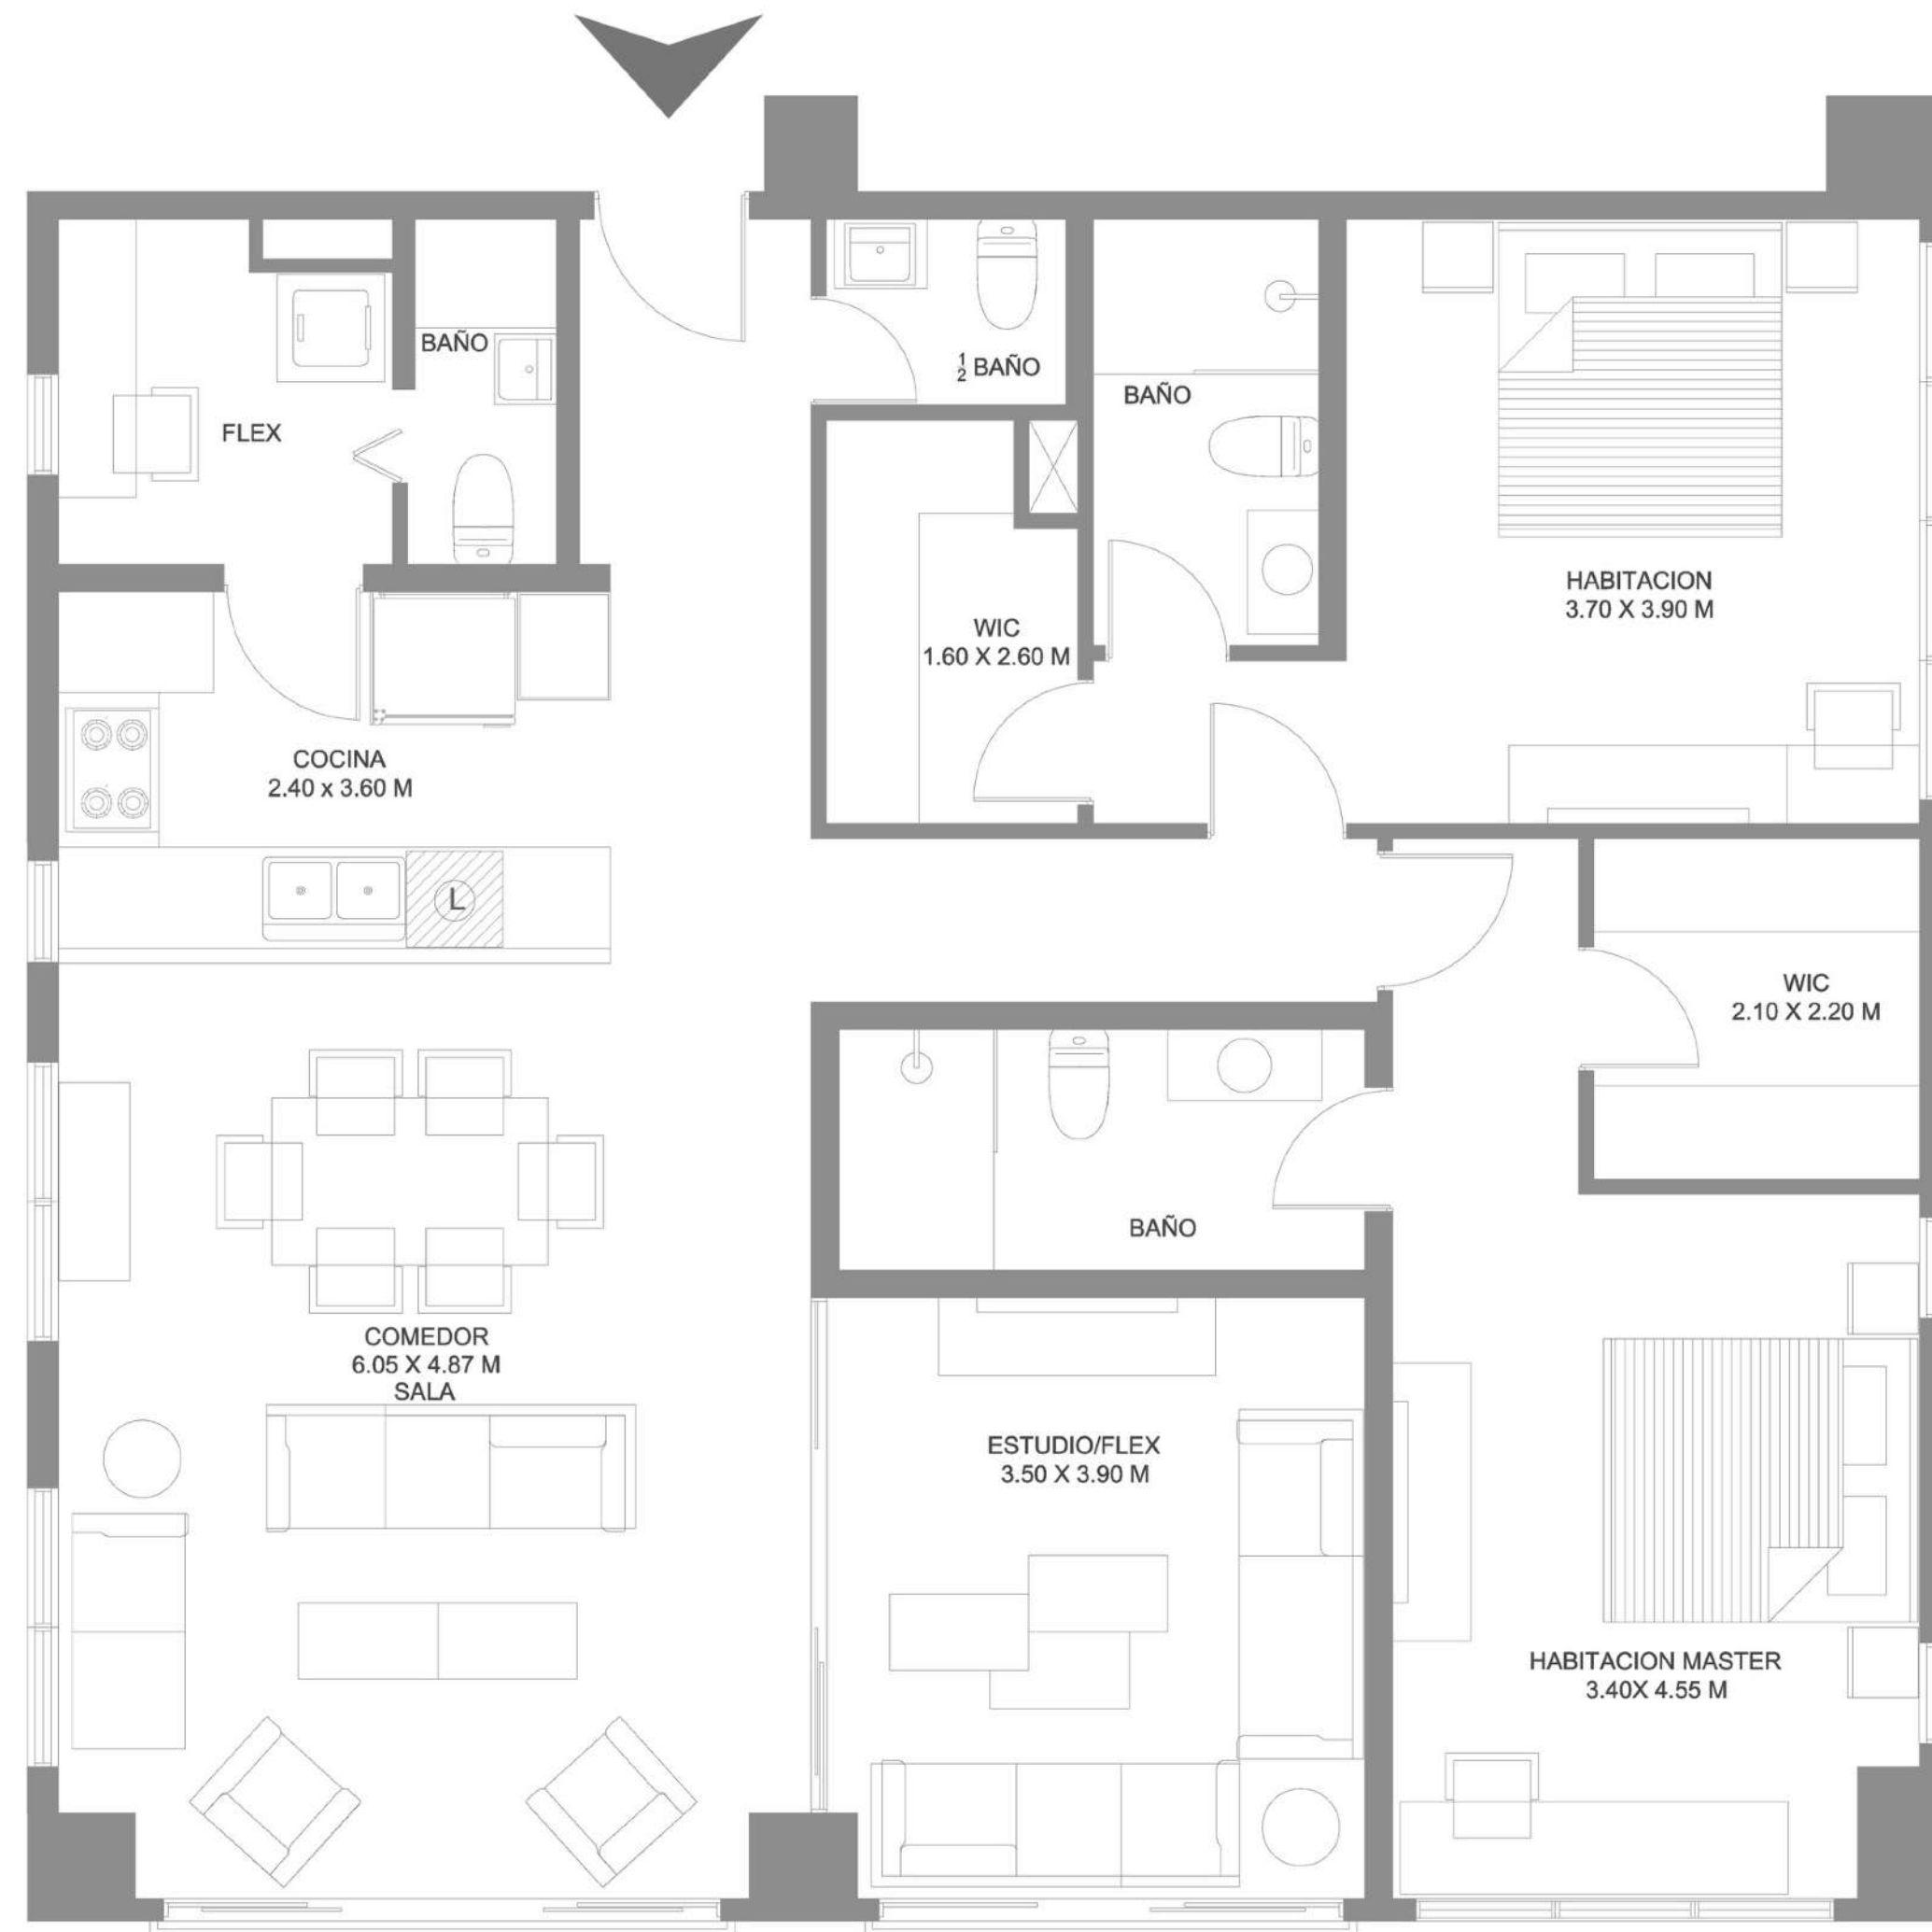 BAÑO
½ BAÑO
BAÑO
FLEX
HABITACION
3.70 X 3.90 M
WIC
1.60 X 2.60 M
COCINA
2.40 x 3.60 M
L
WIC
2.10 X 2.20 M
BAÑO
COMEDOR
6.05 X 4.87 M
SALA
ESTUDIO/FLEX
3.50 X 3.90 M
HABITACION MASTER
3.40X 4.55 M